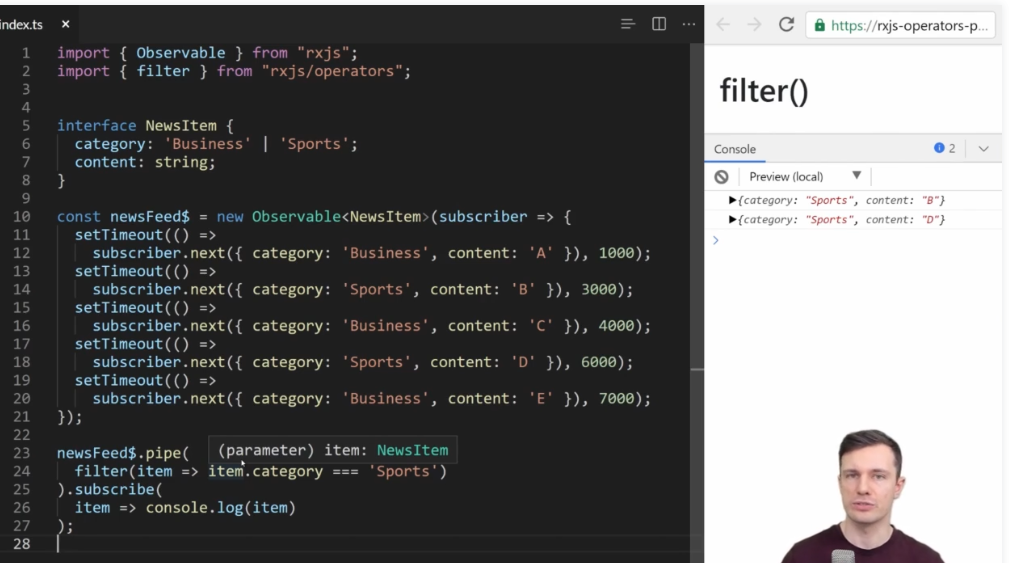 index.ts ×
1 import { Observable } from "rxjs";
2 import { filter } from "rxjs/operators";
3
4
5 interface NewsItem {
6 category: 'Business' | 'Sports';
7 content: string;
8 }
9
10 const newsFeed$ = new Observable<NewsItem>(subscriber => {
11 setTimeout(() =>
12 subscriber.next({ category: 'Business', content: 'A' }), 1000);
13 setTimeout(() =>
14 subscriber.next({ category: 'Sports', content: 'B' }), 3000);
15 setTimeout(() =>
16 subscriber.next({ category: 'Business', content: 'C' }), 4000);
17 setTimeout(() =>
18 subscriber.next({ category: 'Sports', content: 'D' }), 6000);
19 setTimeout(() =>
20 subscriber.next({ category: 'Business', content: 'E' }), 7000);
21 });
22
23 newsFeed$.pipe(
(parameter) item: NewsItem
24 filter(item => item.category === 'Sports')
25 ).subscribe(
26 item => console.log(item)
27 );
28
https://rxjs-operators-p...
filter()
Console 2
Preview (local)
{category: "Sports", content: "B"}
{category: "Sports", content: "D"}